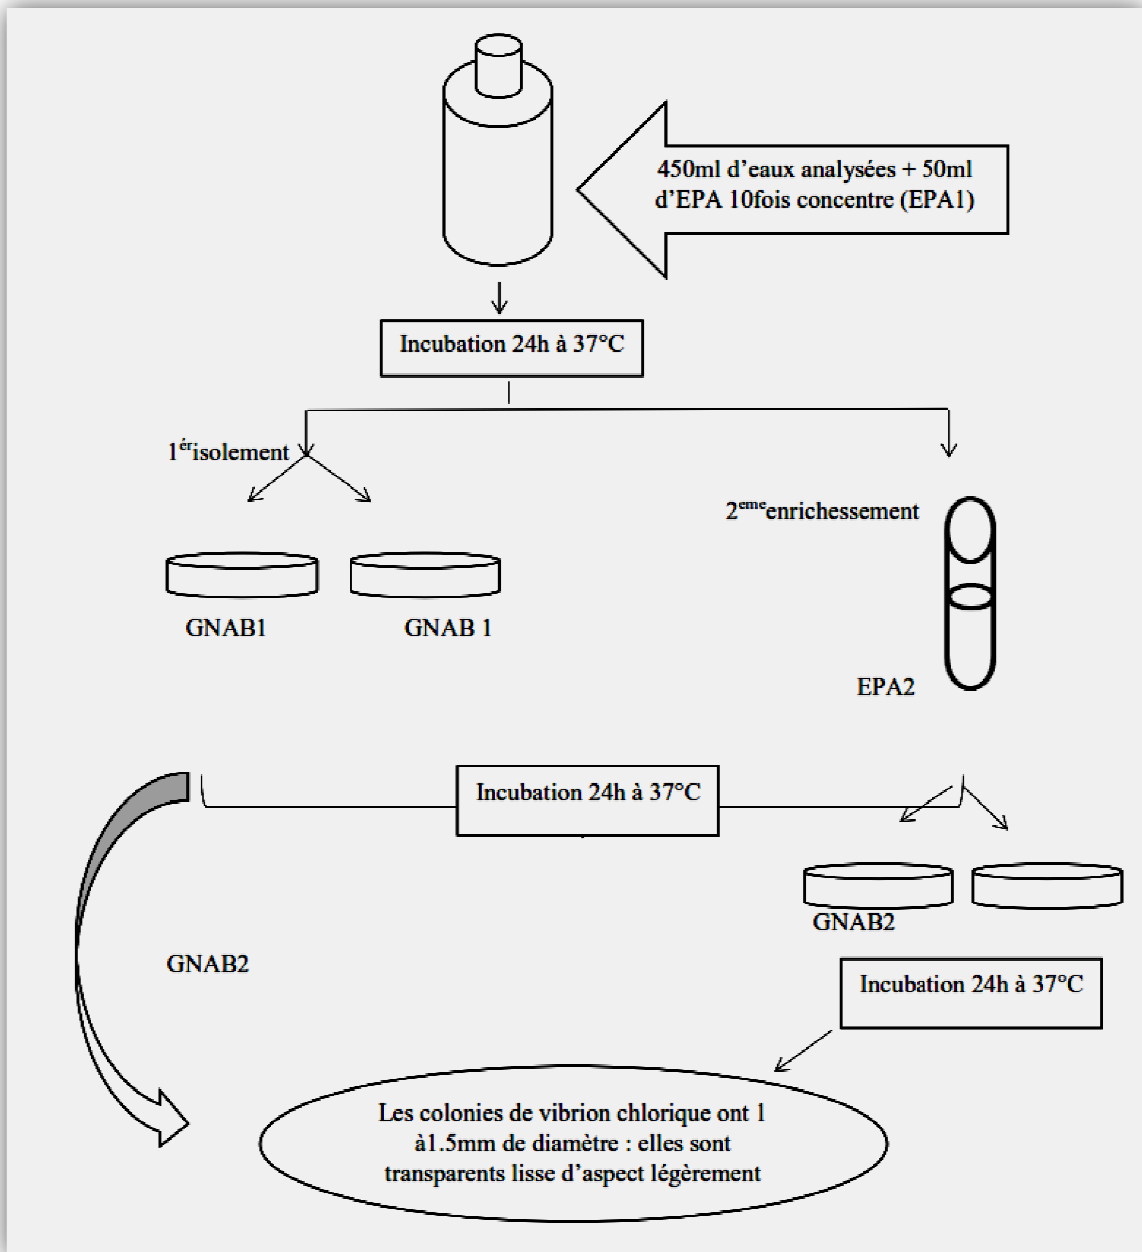 450ml d'eaux analysées + 50ml
d'EPA 10fois concentre (EPA1)
Incubation 24h à 37°C
1érisolement
2emeenrichessement
GNAB1
GNAB 1
EPA2
Incubation 24h à 37°C
GNAB2
GNAB2
Incubation 24h à 37°C
Les colonies de vibrion chlorique ont 1
à1.5mm de diamètre : elles sont
transparents lisse d'aspect légèrement